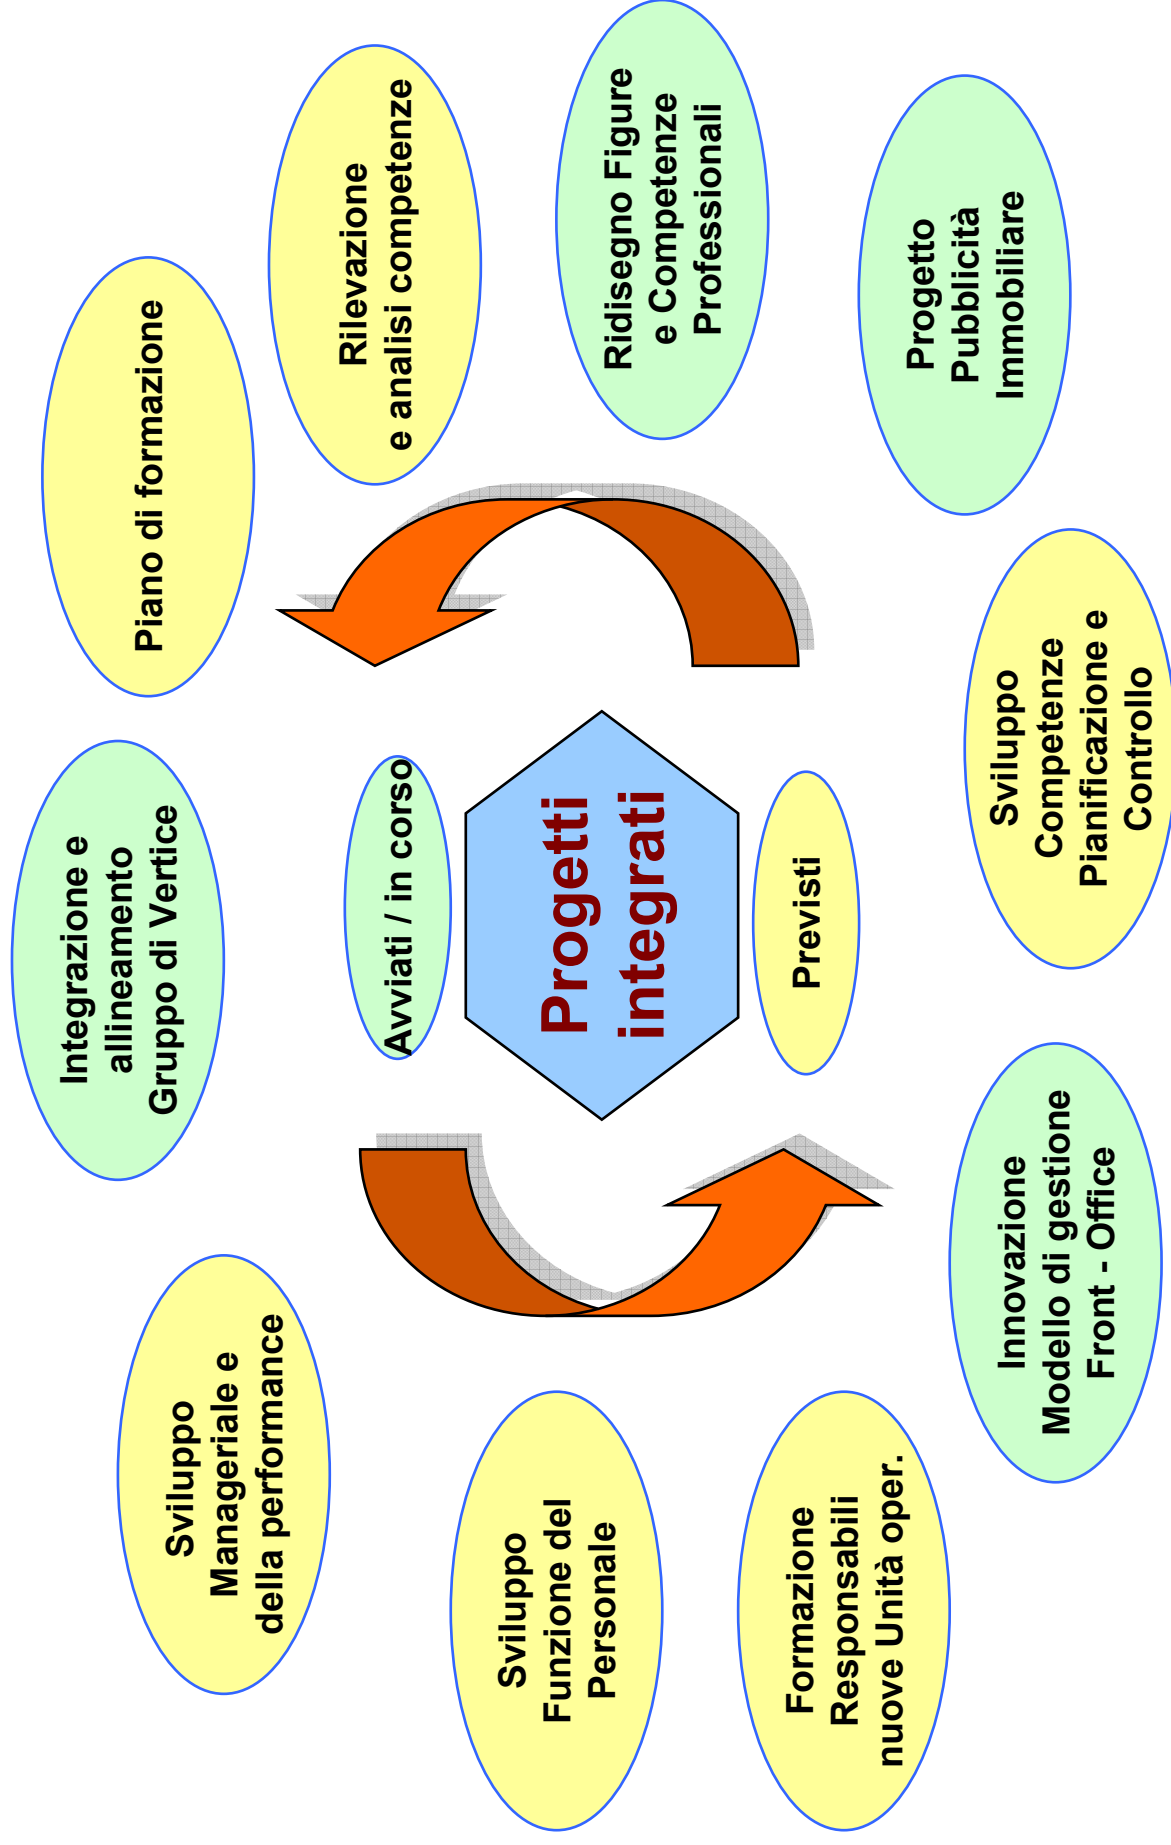 Integrazione e
allineamento
Gruppo di Vertice
Piano di formazione
Sviluppo
Manageriale e
della performance
Rilevazione
e analisi competenze
Avviati / in corso
Progetti
integrati
Previsti
Sviluppo
Funzione del
Personale
Ridisegno Figure
e Competenze
Professionali
Formazione
Responsabili
nuove Unità oper.
Progetto
Pubblicità
Immobiliare
Innovazione
Modello di gestione
Front - Office
Sviluppo
Competenze
Pianificazione e
Controllo